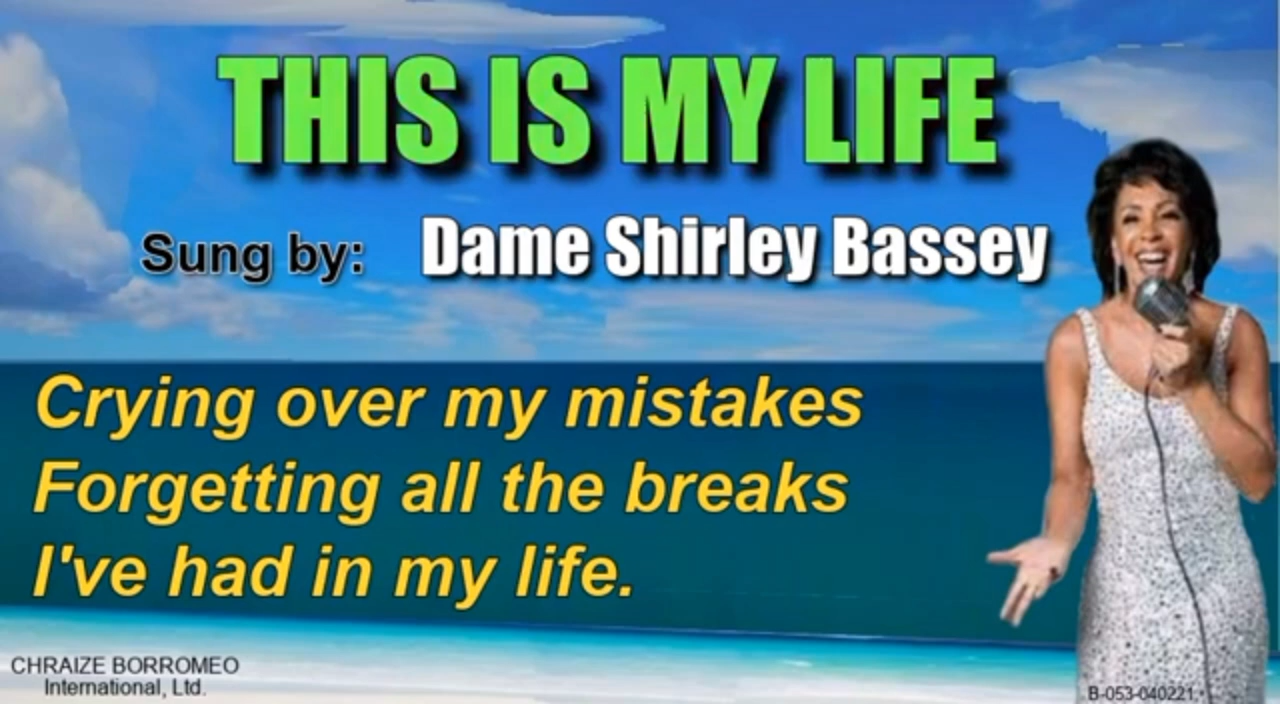 THIS IS MY LIFE
Sung by: Dame Shirley Bassey
Crying over my mistakes
Forgetting all the breaks
I've had in my life.
CHRAIZE BORROMEO
International, Ltd.
B-053-040221